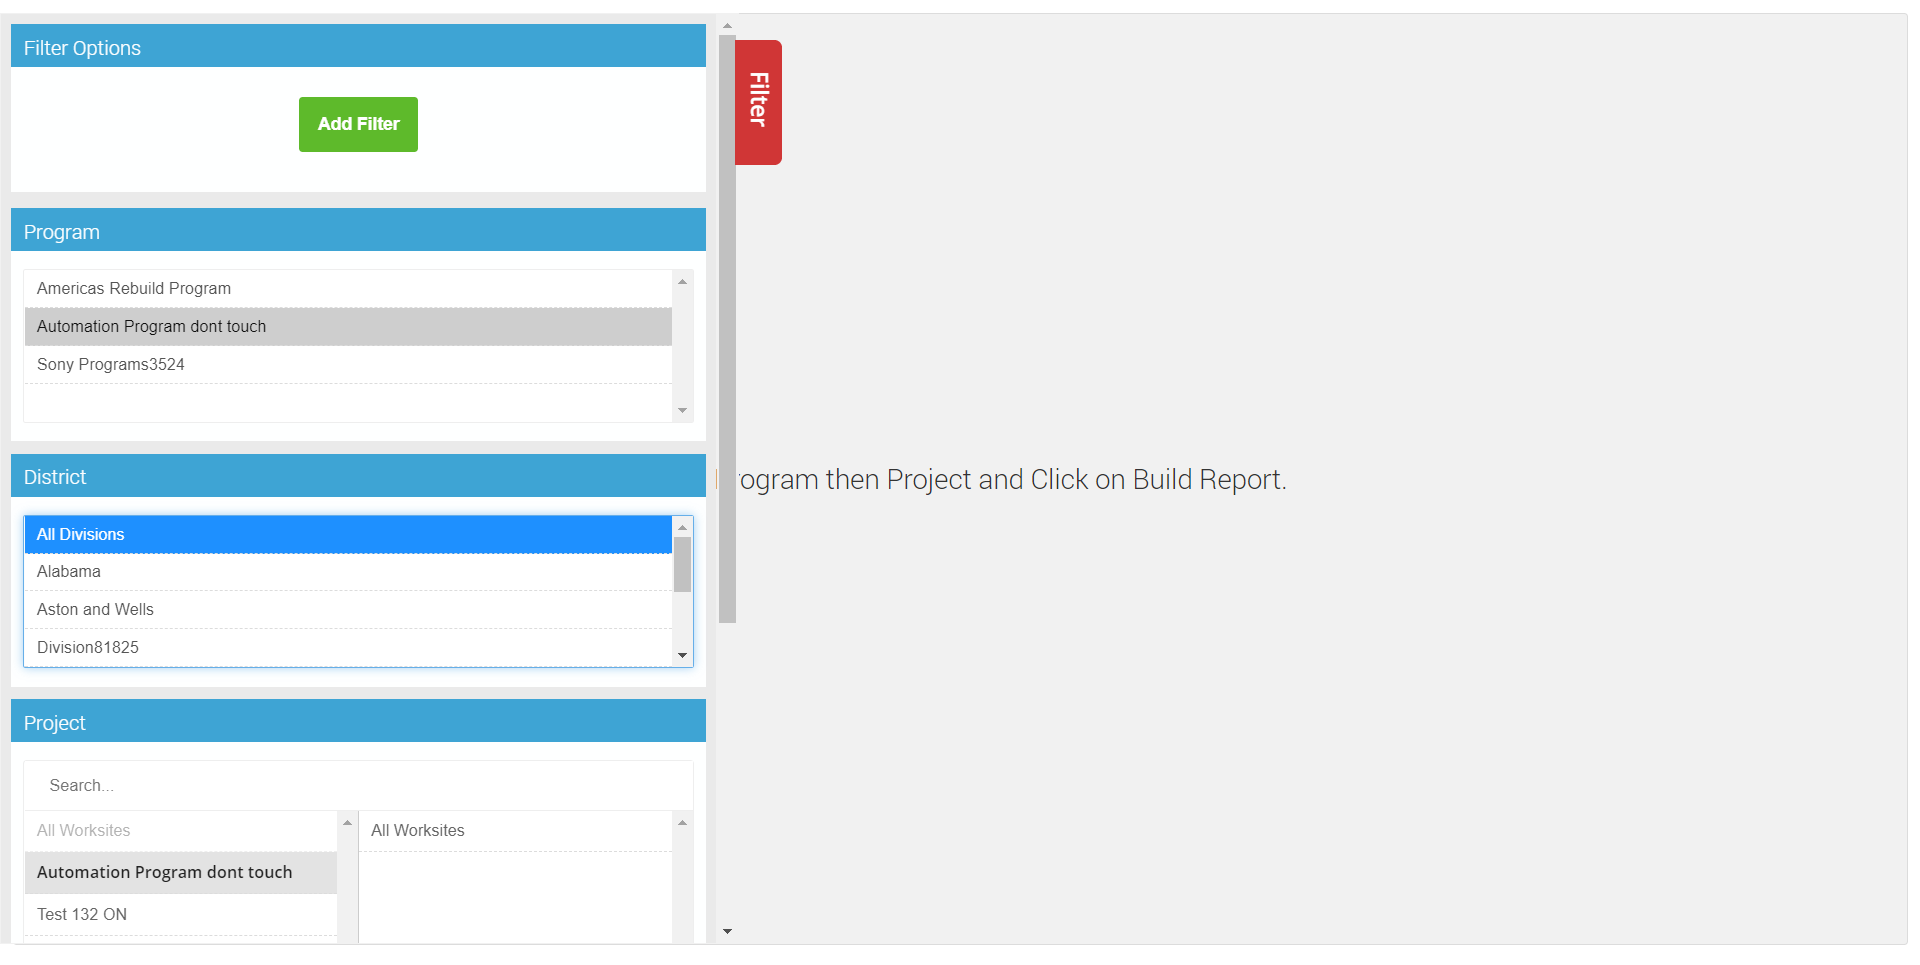 Filter Options
Add Filter
Filter
Program
Americas Rebuild Program
Automation Program dont touch
Sony Programs3524
District
All Divisions
Alabama
Aston and Wells
Division81825
then Project and Click on Build Report.
Project
Search...
All Worksites
All Worksites
Automation Program dont touch
Test 132 ON